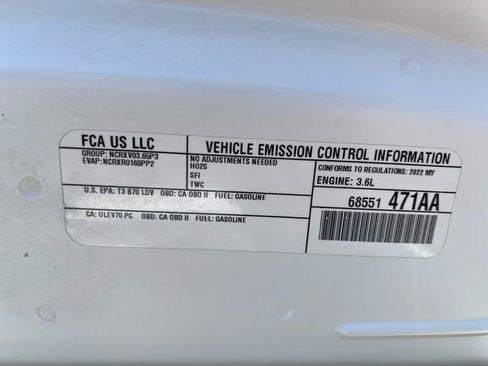 FCA US LLC
GROUP: NCRXV03.65P3
EVAP: NCRXR0168PP2
VEHICLE EMISSION CONTROL INFORMATION
NO ADJUSTMENTS NEEDED
HO2S
SFI
TWC
CONFORMS TO REGULATIONS: 2022 MY
ENGINE: 3.6L
U.S. EPA: T3 B70 LDV OBD: CA OBD II FUEL: GASOLINE
CA: ULEV70 PC OBD: CA OBD II FUEL: GASOLINE
68551 471AA